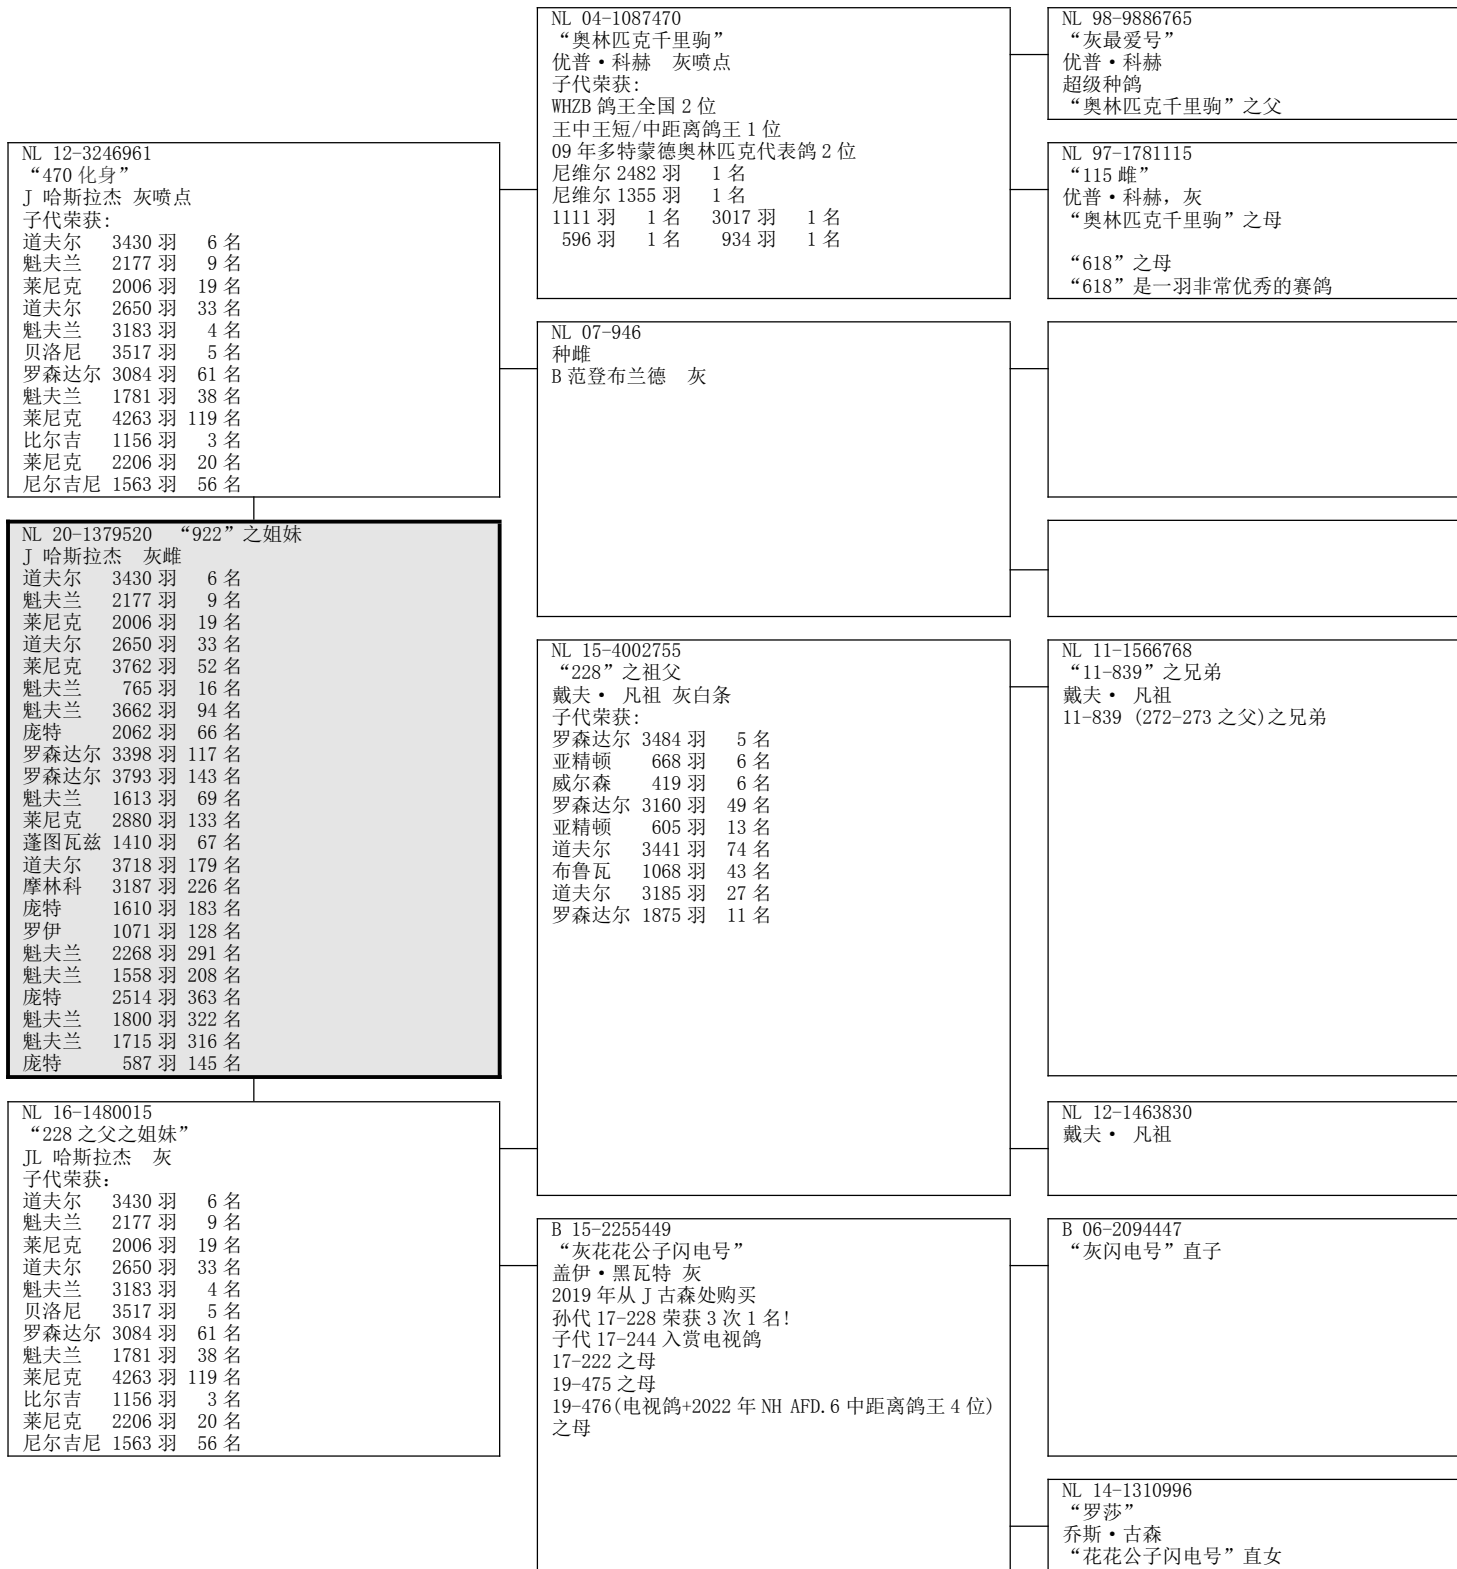 NL 12-3246961
“470 化身”
J 哈斯拉杰 灰喷点
子代荣获:
道夫尔 3430 羽 6 名
魁夫兰 2177 羽 9 名
莱尼克 2006 羽 19 名
道夫尔 2650 羽 33 名
魁夫兰 3183 羽 4 名
贝洛尼 3517 羽 5 名
罗森达尔 3084 羽 61 名
魁夫兰 1781 羽 38 名
莱尼克 4263 羽 119 名
比尔吉 1156 羽 3 名
莱尼克 2206 羽 20 名
尼尔吉尼 1563 羽 56 名
NL 20-1379520 “922”之姐妹
J 哈斯拉杰 灰雌
道夫尔 3430 羽 6 名
魁夫兰 2177 羽 9 名
莱尼克 2006 羽 19 名
道夫尔 2650 羽 33 名
莱尼克 3762 羽 52 名
魁夫兰 765 羽 16 名
魁夫兰 3662 羽 94 名
庞特 2062 羽 66 名
罗森达尔 3398 羽 117 名
罗森达尔 3793 羽 143 名
魁夫兰 1613 羽 69 名
莱尼克 2880 羽 133 名
蓬图瓦兹 1410 羽 67 名
道夫尔 3718 羽 179 名
摩林科 3187 羽 226 名
庞特 1610 羽 183 名
罗伊 1071 羽 128 名
魁夫兰 2268 羽 291 名
魁夫兰 1558 羽 208 名
庞特 2514 羽 363 名
魁夫兰 1800 羽 322 名
魁夫兰 1715 羽 316 名
庞特 587 羽 145 名
NL 16-1480015
“228 之父之姐妹”
JL 哈斯拉杰 灰
子代荣获：
道夫尔 3430 羽 6 名
魁夫兰 2177 羽 9 名
莱尼克 2006 羽 19 名
道夫尔 2650 羽 33 名
魁夫兰 3183 羽 4 名
贝洛尼 3517 羽 5 名
罗森达尔 3084 羽 61 名
魁夫兰 1781 羽 38 名
莱尼克 4263 羽 119 名
比尔吉 1156 羽 3 名
莱尼克 2206 羽 20 名
尼尔吉尼 1563 羽 56 名
NL 04-1087470
“奥林匹克千里驹”
优普•科赫 灰喷点
子代荣获:
WHZB 鸽王全国 2 位
王中王短/中距离鸽王 1 位
09 年多特蒙德奥林匹克代表鸽 2 位
尼维尔 2482 羽 1 名
尼维尔 1355 羽 1 名
1111 羽 1 名 3017 羽 1 名
596 羽 1 名 934 羽 1 名
NL 07-946
种雌
B 范登布兰德 灰
NL 15-4002755
“228”之祖父
戴夫• 凡祖 灰白条
子代荣获:
罗森达尔 3484 羽 5 名
亚精顿 668 羽 6 名
威尔森 419 羽 6 名
罗森达尔 3160 羽 49 名
亚精顿 605 羽 13 名
道夫尔 3441 羽 74 名
布鲁瓦 1068 羽 43 名
道夫尔 3185 羽 27 名
罗森达尔 1875 羽 11 名
B 15-2255449
“灰花花公子闪电号”
盖伊•黑瓦特 灰
2019 年从 J 古森处购买
孙代 17-228 荣获 3 次 1 名!
子代 17-244 入赏电视鸽
17-222 之母
19-475 之母
19-476(电视鸽+2022 年 NH AFD.6 中距离鸽王 4 位)
之母
NL 98-9886765
“灰最爱号”
优普•科赫
超级种鸽
“奥林匹克千里驹”之父
NL 97-1781115
“115 雌”
优普•科赫, 灰
“奥林匹克千里驹”之母
“618”之母
“618”是一羽非常优秀的赛鸽
NL 11-1566768
“11-839”之兄弟
戴夫• 凡祖
11-839 (272-273 之父)之兄弟
NL 12-1463830
戴夫• 凡祖
B 06-2094447
“灰闪电号”直子
NL 14-1310996
“罗莎”
乔斯•古森
“花花公子闪电号”直女